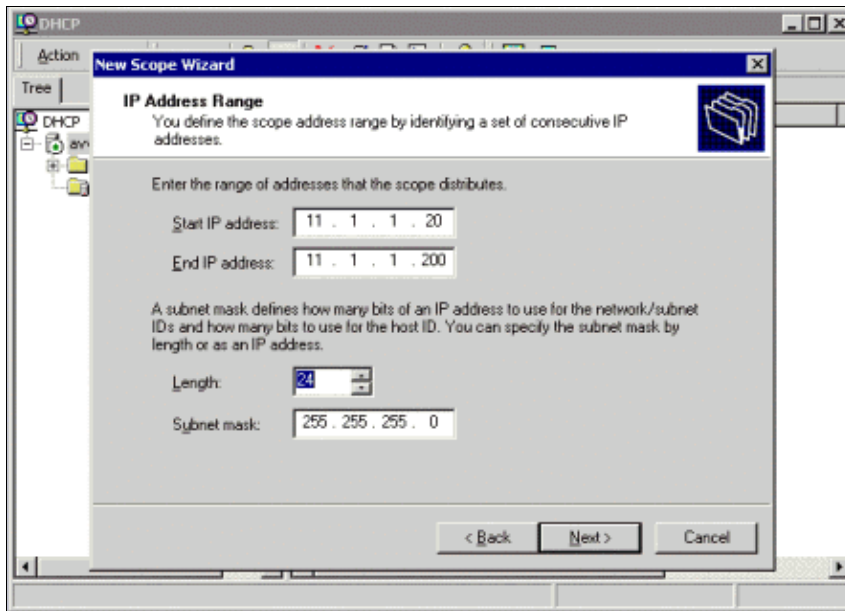 DHCP
Action
New Scope Wizard
Tree
IP Address Range
You define the scope address range by identifying a set of consecutive IP
addresses.
DHCP
Enter the range of addresses that the scope distributes.
Start IP address: 11 . 1 . 1 . 20
End IP address: 11 . 1 . 1 . 200
A subnet mask defines how many bits of an IP address to use for the network/subnet
IDs and how many bits to use for the host ID. You can specify the subnet mask by
length or as an IP address.
Length: 24
Subnet mask: 255 . 255 . 255 . 0
< Back Next > Cancel